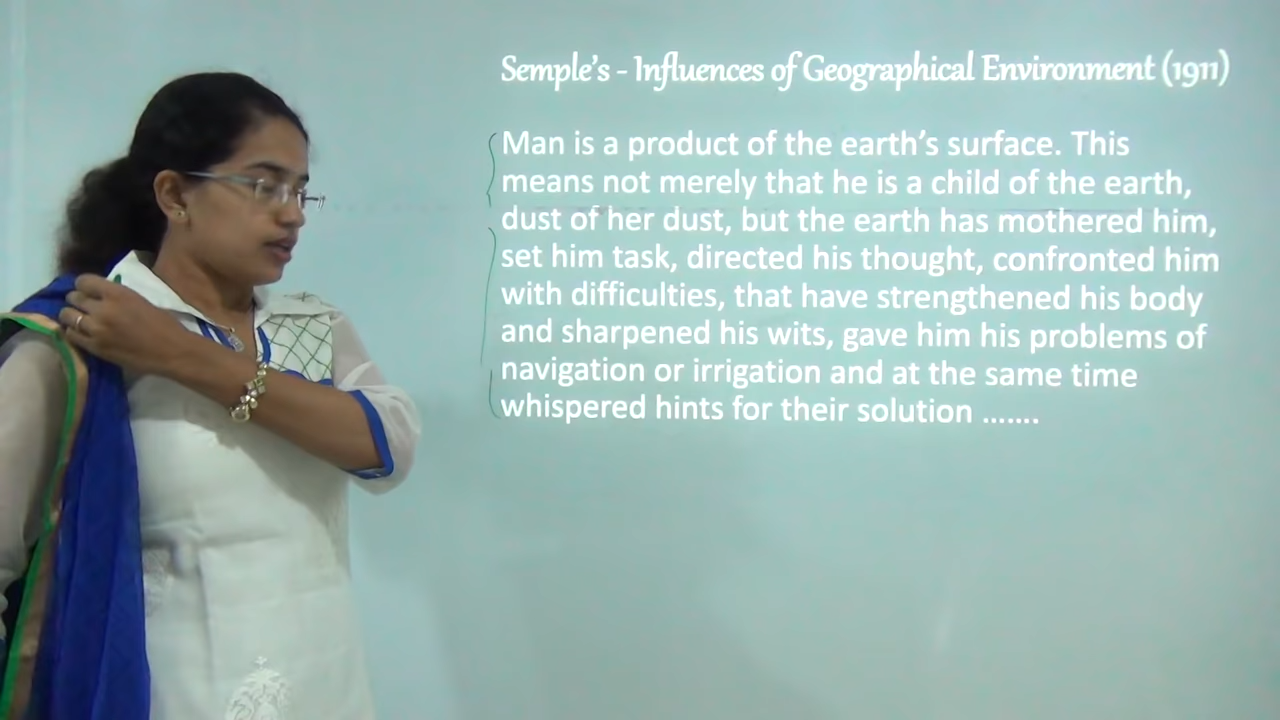 Semple's - Influences of Geographical Environment (1911)
Man is a product of the earth's surface. This
means not merely that he is a child of the earth,
dust of her dust, but the earth has mothered him,
set him task, directed his thought, confronted him
with difficulties, that have strengthened his body
and sharpened his wits, gave him his problems of
navigation or irrigation and at the same time
whispered hints for their solution .......